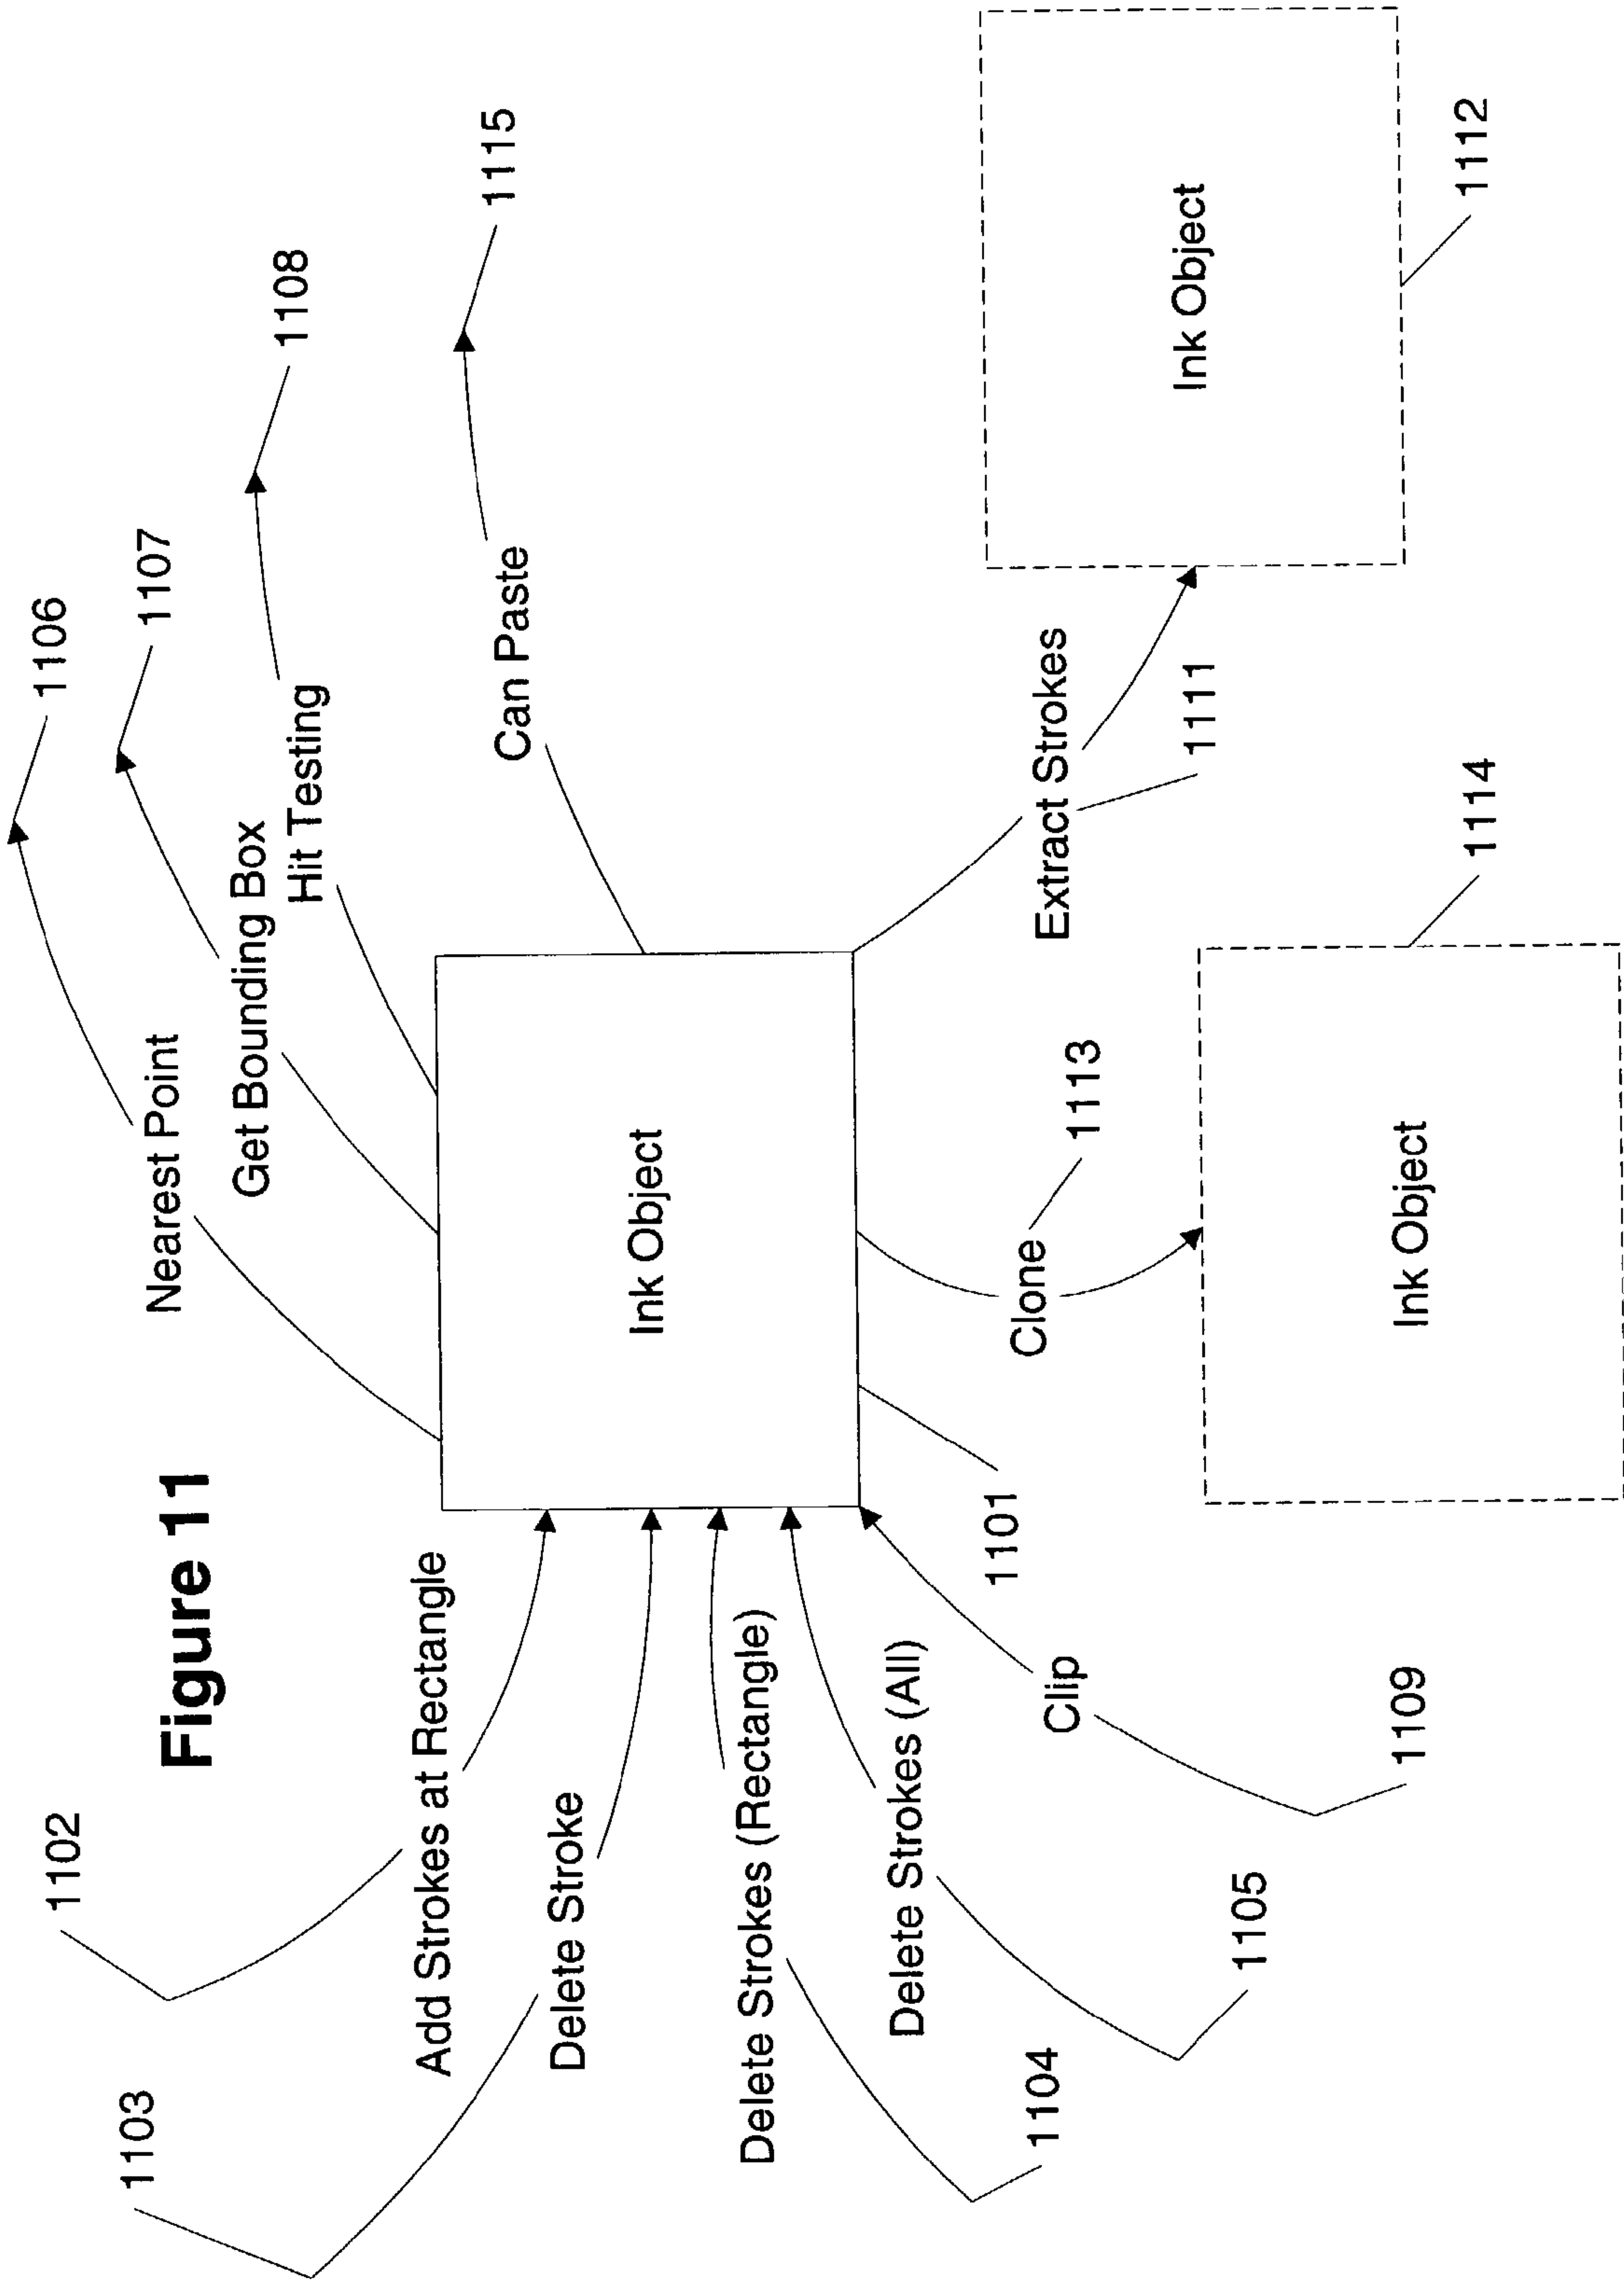 Figure 11
1102
1103
Add Strokes at Rectangle
Delete Stroke
Delete Strokes (Rectangle)
1104
Delete Strokes (All)
1105
Clip
1109
Nearest Point
1106
Get Bounding Box
1107
Hit Testing
1108
Can Paste
1115
Ink Object
1101
Clone
1113
Extract Strokes
1111
Ink Object
1114
Ink Object
1112